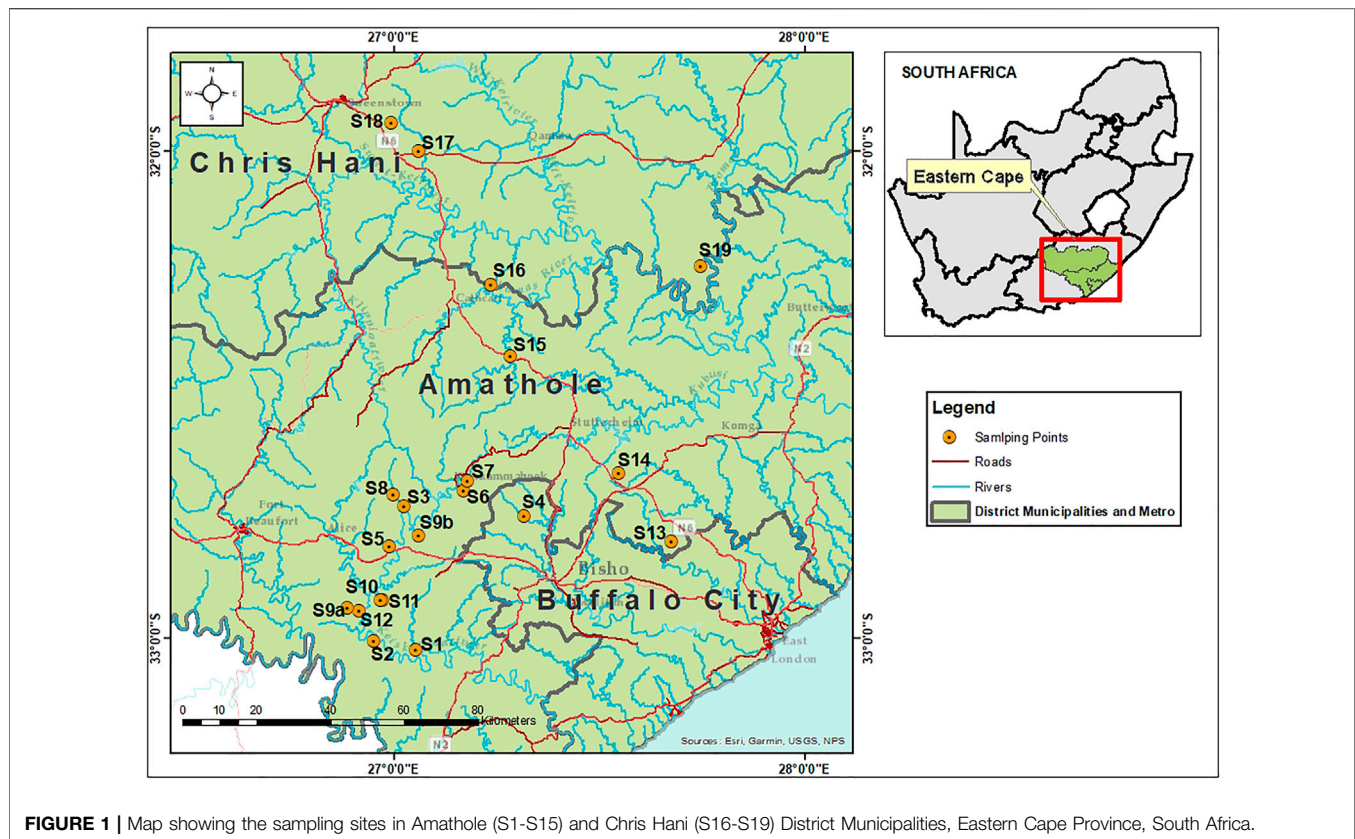 27°0'0"E
28°0'0"E
N
W
E
S
Queenstown
S18
N6
S17
Qamata
32°0'0"S
32°0'0"S
Chris Hani
S19
S16
River
Cathcart
Butterworth
N2
S15
Amathole
Kubusi
Stutterheim
Komga
S14
S7
S6
S8
S3
S4
S9b
Fort
Beaufort
Alice
S5
S13
N6
Bisho
S10
S11
Buffalo City
S9a
S12
S2
S1
East
London
33°0'0"S
33°0'0"S
0
20
40
60
80
Kilometers
N2
Sources: Esri, Garmin, USGS, NPS
27°0'0"E
28°0'0"E
SOUTH AFRICA
Eastern Cape
Legend
Samlping Points
Roads
Rivers
District Municipalities and Metro
FIGURE 1 | Map showing the sampling sites in Amathole (S1-S15) and Chris Hani (S16-S19) District Municipalities, Eastern Cape Province, South Africa.